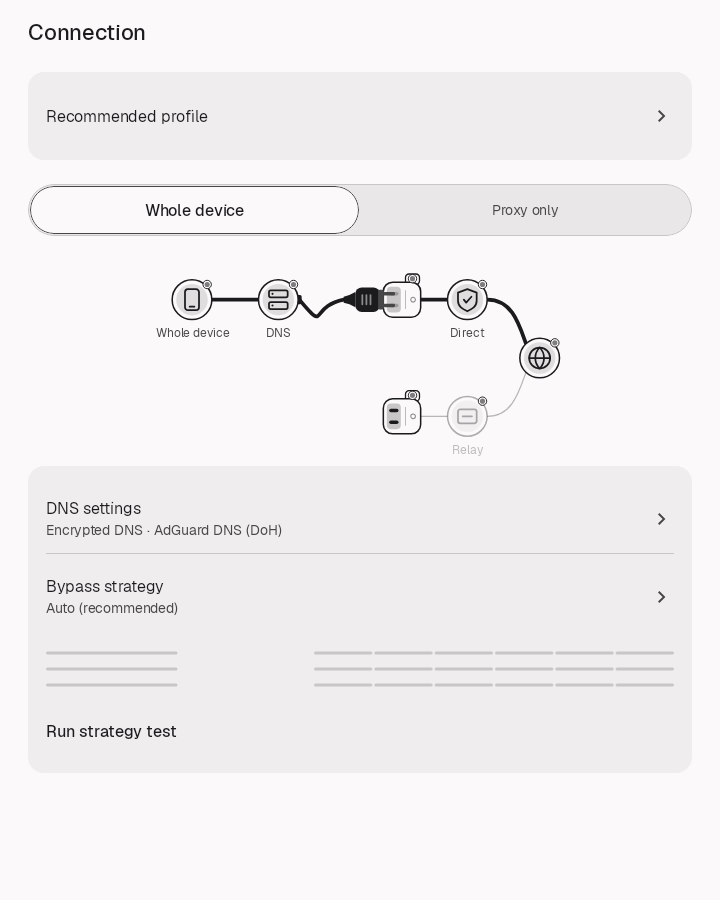 Connection
Recommended profile
Whole device
Proxy only
Whole device
DNS
Direct
Relay
DNS settings
Encrypted DNS · AdGuard DNS (DoH)
Bypass strategy
Auto (recommended)
Run strategy test